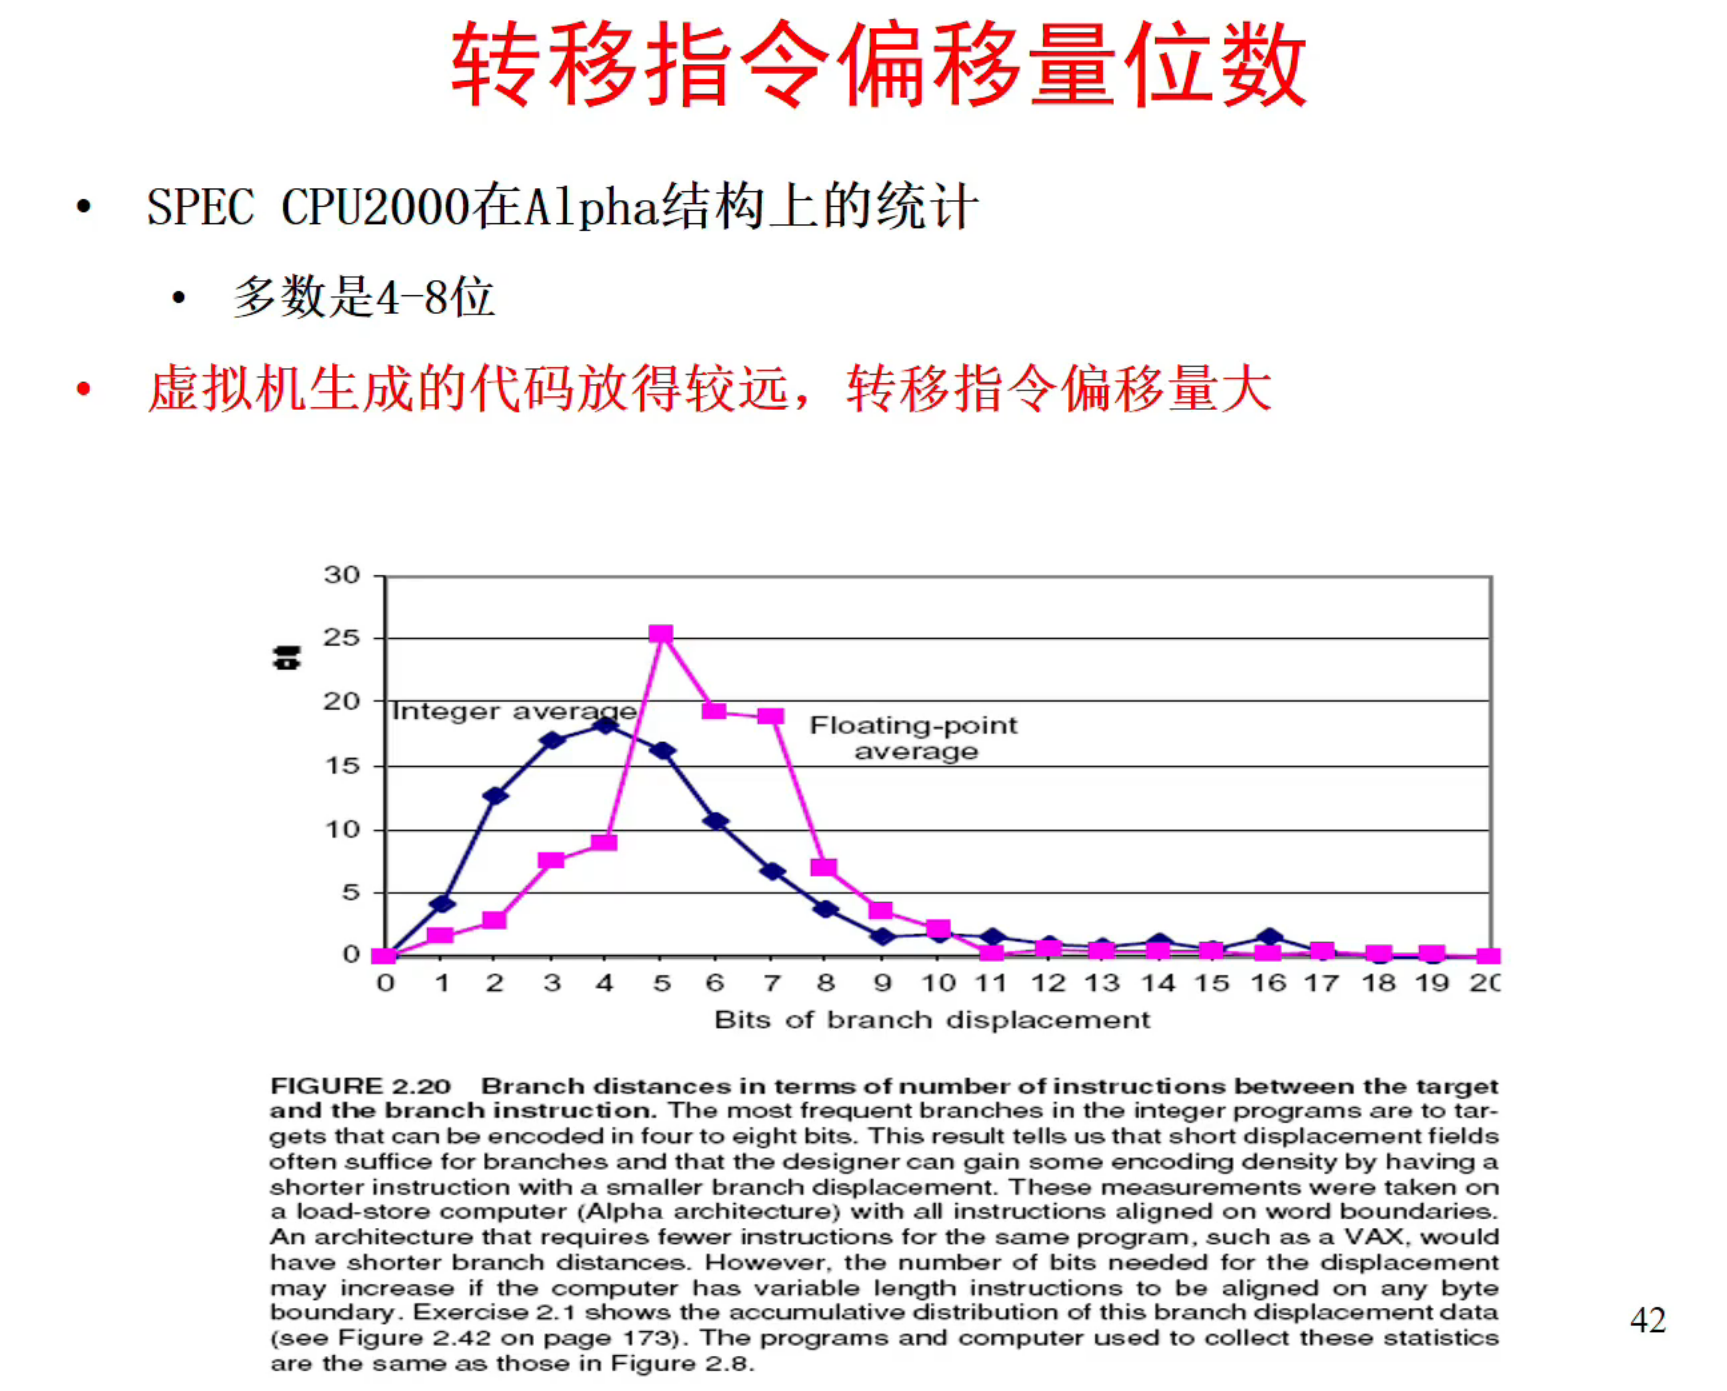 转移指令偏移量位数
• SPEC CPU2000在Alpha结构上的统计
• 多数是4-8位
• 虚拟机生成的代码放得较远，转移指令偏移量大
30
25
20
15
10
5
0
Integer average
Floating-point
average
0 1 2 3 4 5 6 7 8 9 10 11 12 13 14 15 16 17 18 19 20
Bits of branch displacement
FIGURE 2.20 Branch distances in terms of number of instructions between the target
and the branch instruction. The most frequent branches in the integer programs are to tar-
gets that can be encoded in four to eight bits. This result tells us that short displacement fields
often suffice for branches and that the designer can gain some encoding density by having a
shorter instruction with a smaller branch displacement. These measurements were taken on
a load-store computer (Alpha architecture) with all instructions aligned on word boundaries.
An architecture that requires fewer instructions for the same program, such as a VAX, would
have shorter branch distances. However, the number of bits needed for the displacement
may increase if the computer has variable length instructions to be aligned on any byte
boundary. Exercise 2.1 shows the accumulative distribution of this branch displacement data
(see Figure 2.42 on page 173). The programs and computer used to collect these statistics
are the same as those in Figure 2.8.
42